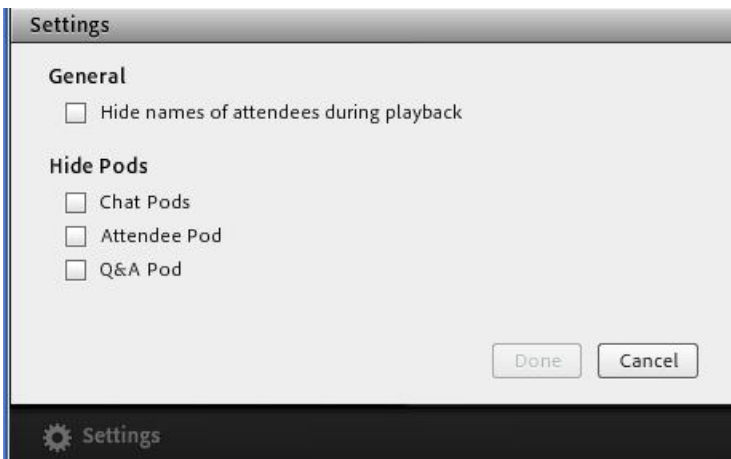 Settings
General
Hide names of attendees during playback
Hide Pods
Chat Pods
Attendee Pod
Q&A Pod
Done
Cancel
Settings